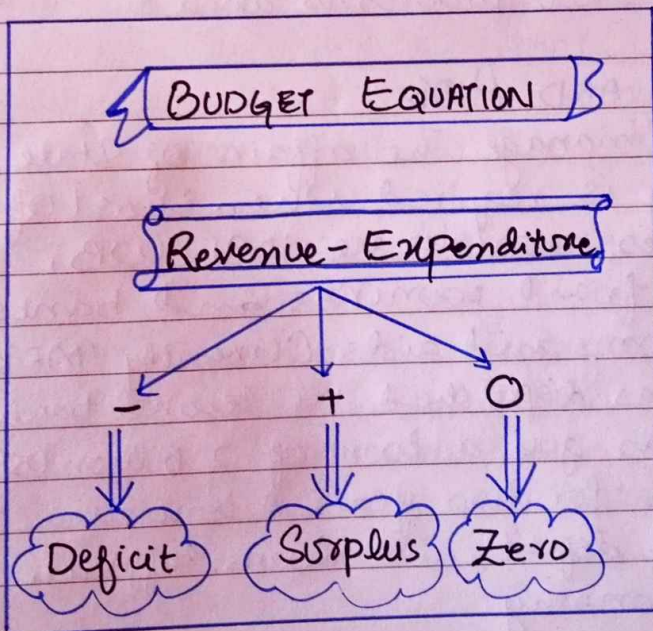 BUDGET EQUATION
Revenue - Expenditure
- + 0
Deficit Surplus Zero